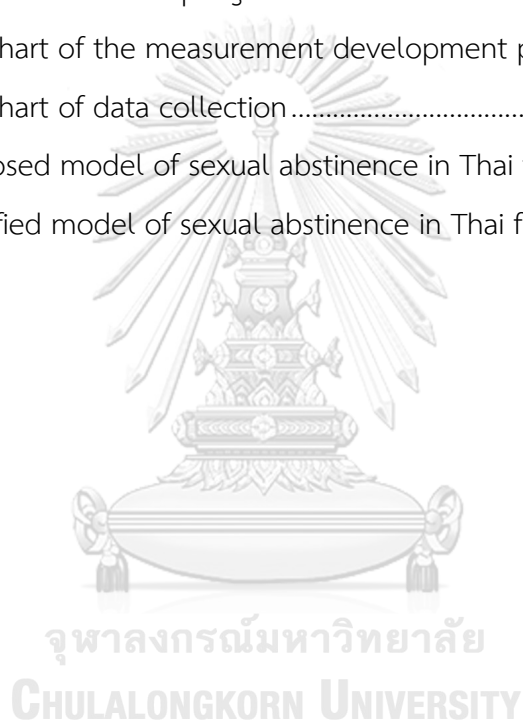 hart of the measurement development p
hart of data collection....................................
osed model of sexual abstinence in Thai
fied model of sexual abstinence in Thai f
จุฬาลงกรณ์มหาวิทยาลัย
CHULALONGKORN UNIVERSITY